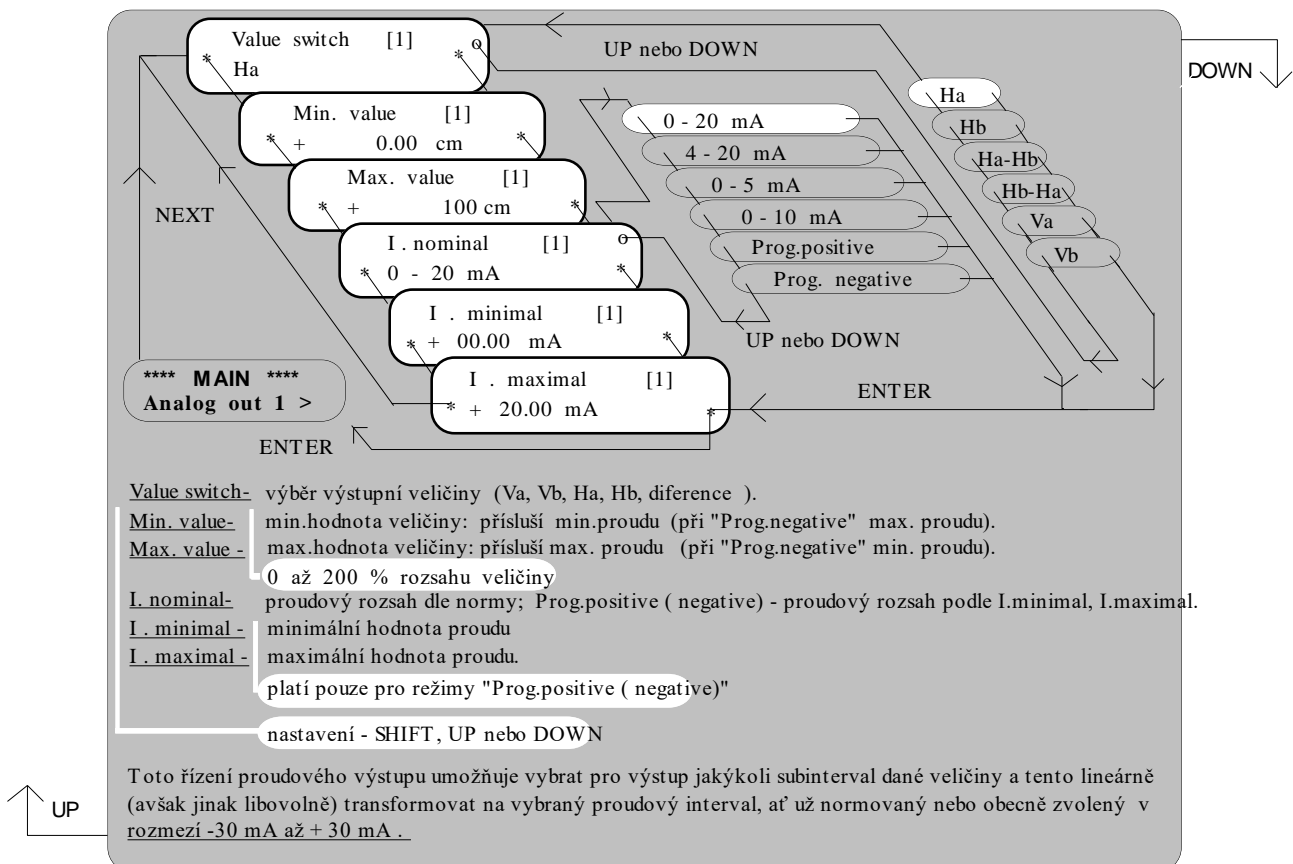 Value switch [1] o
* Ha *
UP nebo DOWN
DOWN
Min. value [1]
* + 0.00 cm *
Max. value [1]
* + 100 cm *
I . nominal [1] o
* 0 - 20 mA *
I . minimal [1]
* + 00.00 mA *
I . maximal [1]
* + 20.00 mA *
0 - 20 mA
4 - 20 mA
0 - 5 mA
0 - 10 mA
Prog.positive
Prog. negative
Ha
Hb
Ha-Hb
Hb-Ha
Va
Vb
NEXT
UP nebo DOWN
ENTER
**** MAIN ****
Analog out 1 >
ENTER
Value switch- výběr výstupní veličiny (Va, Vb, Ha, Hb, diference ).
Min. value- min.hodnota veličiny: přísluší min.proudu (při "Prog.negative" max. proudu).
Max. value - max.hodnota veličiny: přísluší max. proudu (při "Prog.negative" min. proudu).
0 až 200 % rozsahu veličiny
I. nominal- proudový rozsah dle normy; Prog.positive ( negative) - proudový rozsah podle I.minimal, I.maximal.
I . minimal - minimální hodnota proudu
I . maximal - maximální hodnota proudu.
platí pouze pro režimy "Prog.positive ( negative)"
nastavení - SHIFT, UP nebo DOWN
Toto řízení proudového výstupu umožňuje vybrat pro výstup jakýkoli subinterval dané veličiny a tento lineárně
(avšak jinak libovolně) transformovat na vybraný proudový interval, ať už normovaný nebo obecně zvolený v
rozmezí -30 mA až + 30 mA .
UP